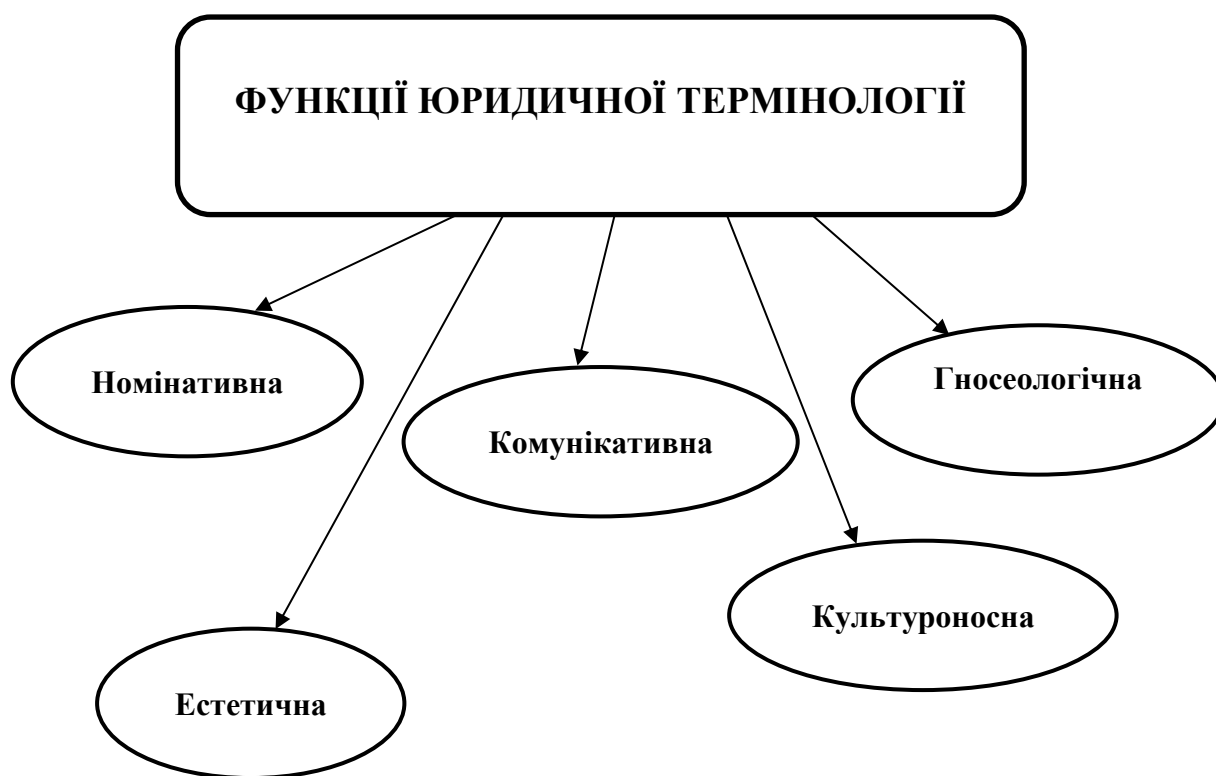 ФУНКЦІЇ ЮРИДИЧНОЇ ТЕРМІНОЛОГІЇ
Номінативна
Комунікативна
Гносеологічна
Естетична
Культуроносна